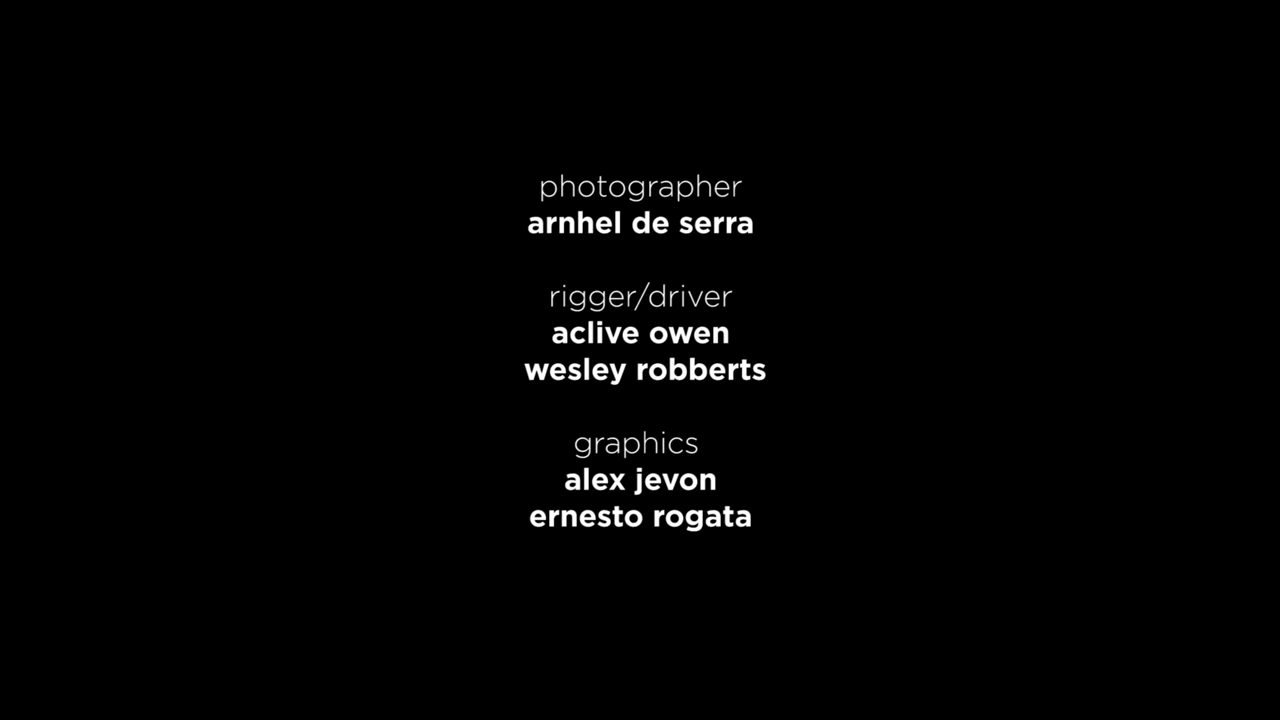 photographer
arnhel de serra
rigger/driver
aclive owen
wesley robberts
graphics
alex jevon
ernesto rogata